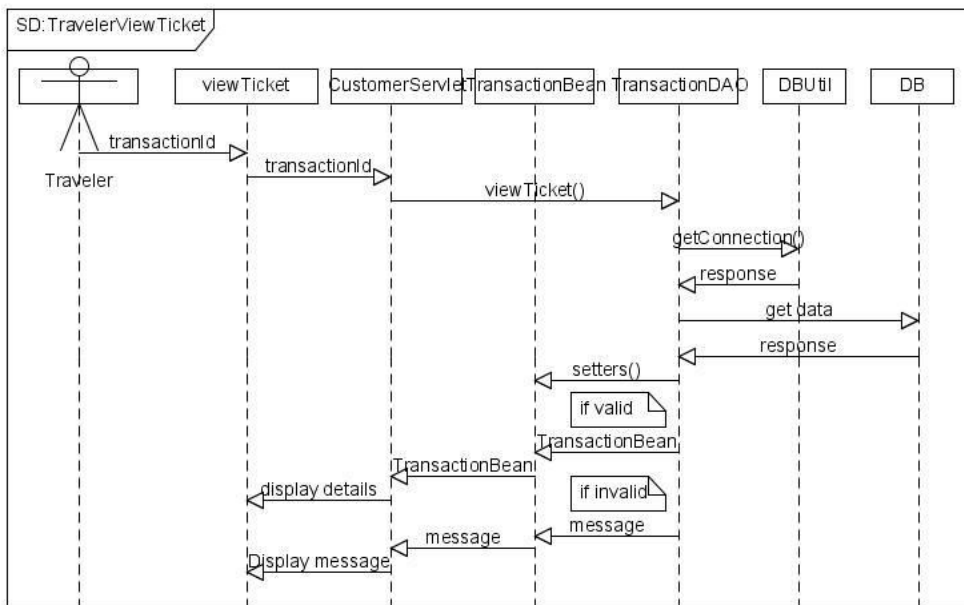 SD:TravelerViewTicket
viewTicket
CustomerServlet
TransactionBean
TransactionDAO
DBUtil
DB
Traveler
transactionId
transactionId
viewTicket()
getConnection()
response
get data
response
setters()
if valid
TransactionBean
TransactionBean
display details
if invalid
message
message
Display message